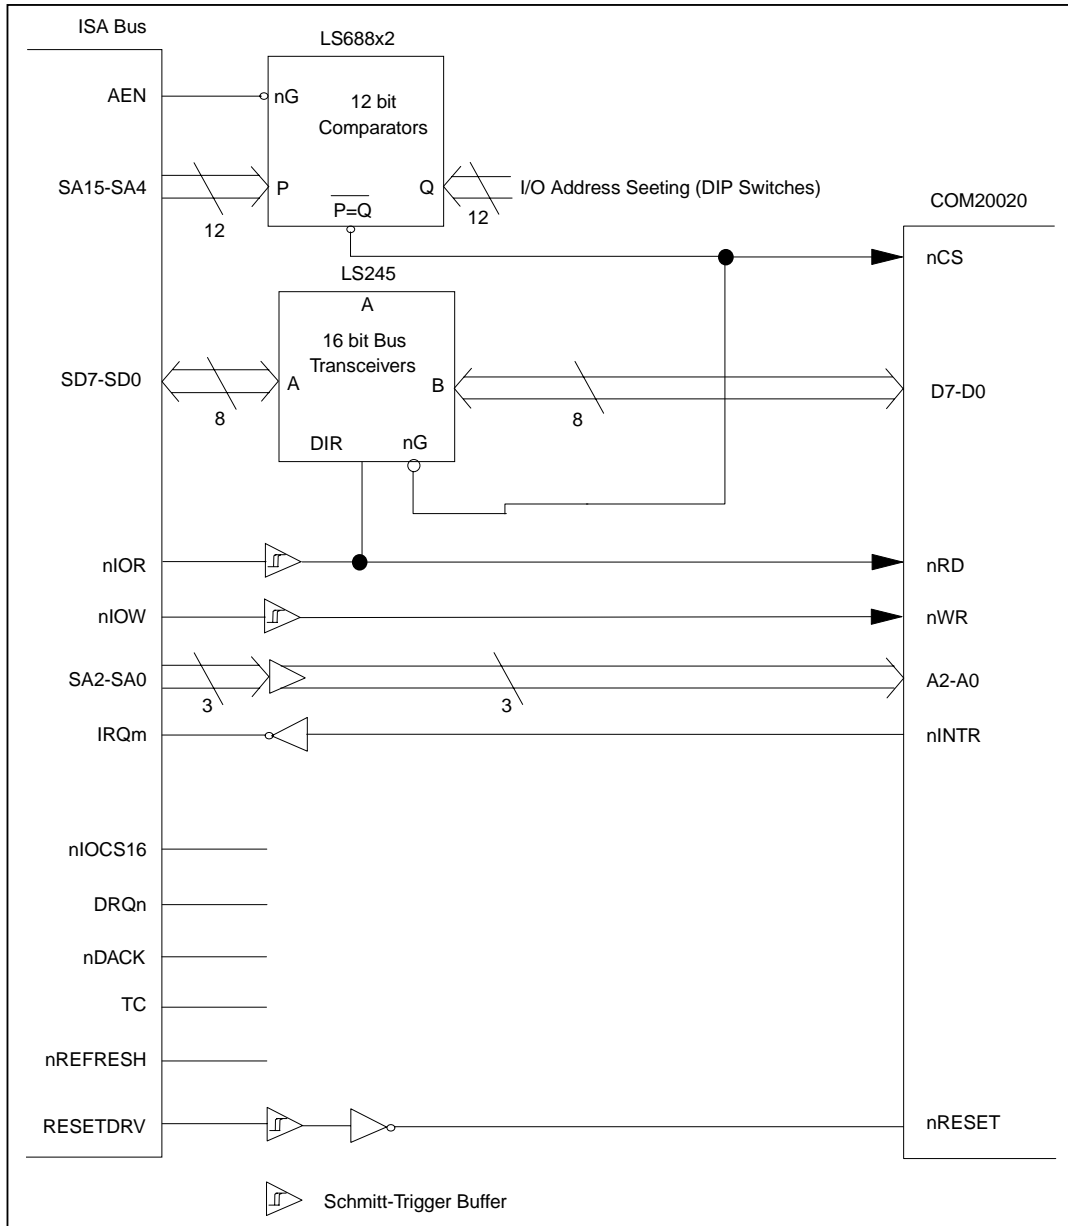 ISA Bus
LS688x2
AEN
nG
12 bit
Comparators
SA15-SA4
P
Q
I/O Address Seeting (DIP Switches)
12
P=Q
12
COM20020
nCS
LS245
A
16 bit Bus
Transceivers
SD7-SD0
A
B
D7-D0
8
8
DIR
nG
nIOR
nRD
nIOW
nWR
SA2-SA0
A2-A0
3
3
IRQm
nINTR
nIOCS16
DRQn
nDACK
TC
nREFRESH
RESETDRV
nRESET
Schmitt-Trigger Buffer